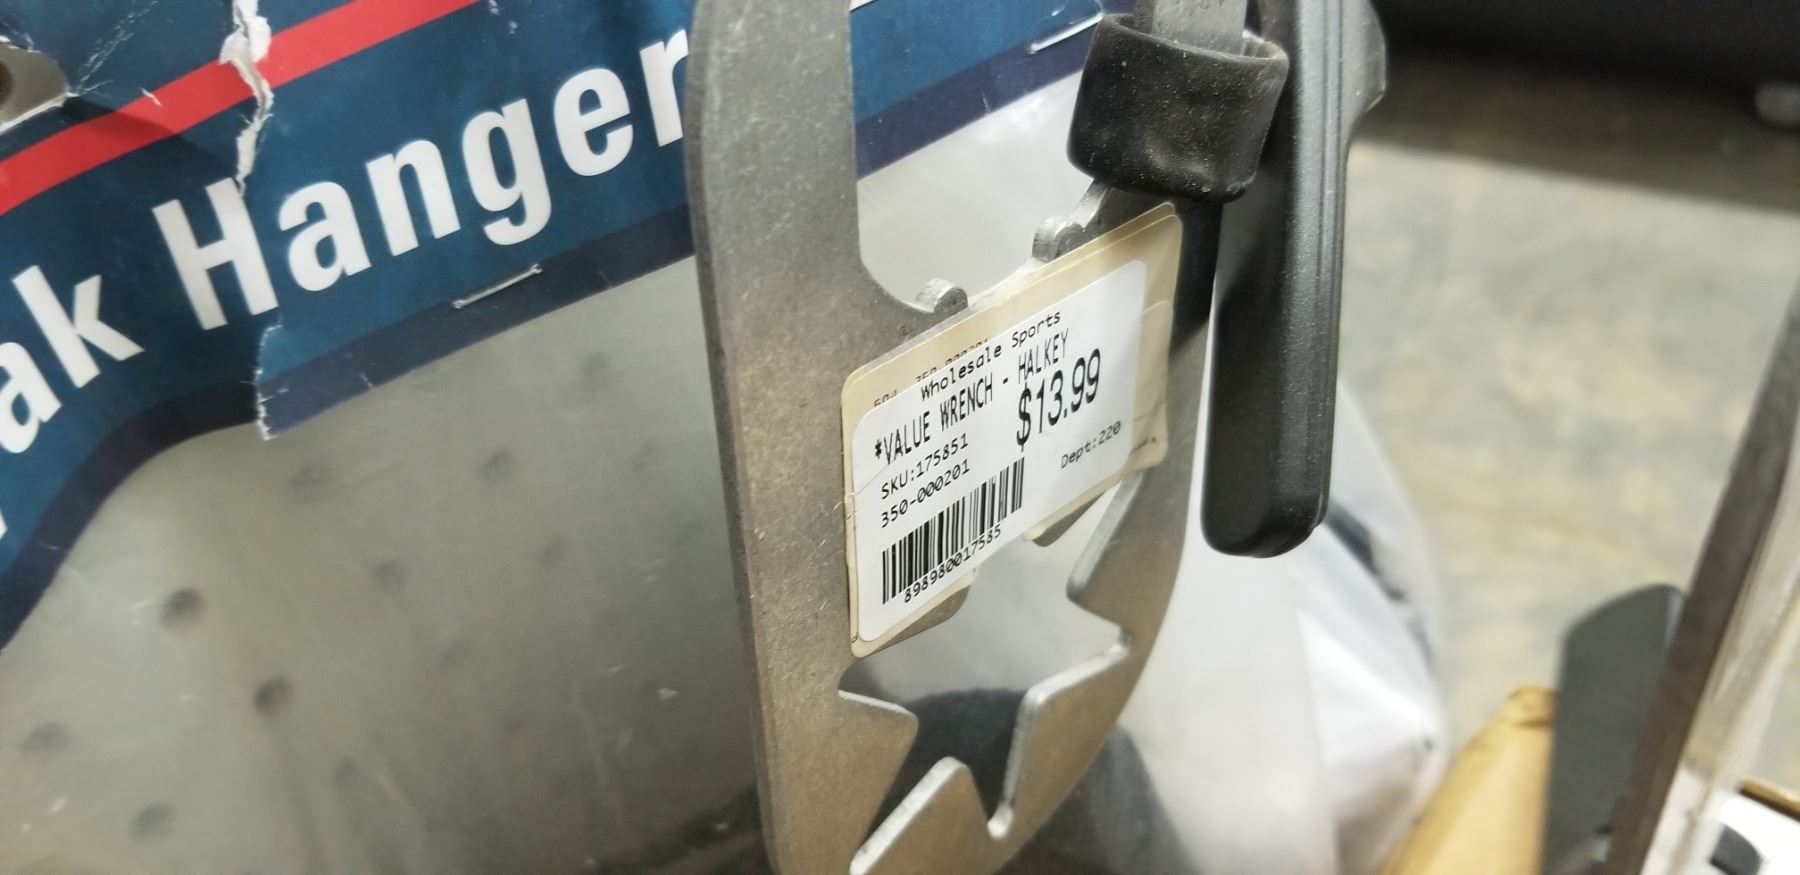 ak Hanger
Wholesale Sports
*VALUE WRENCH - HALKEY
$13.99
SKU:175851
350-000201
Dept:220
898980017585